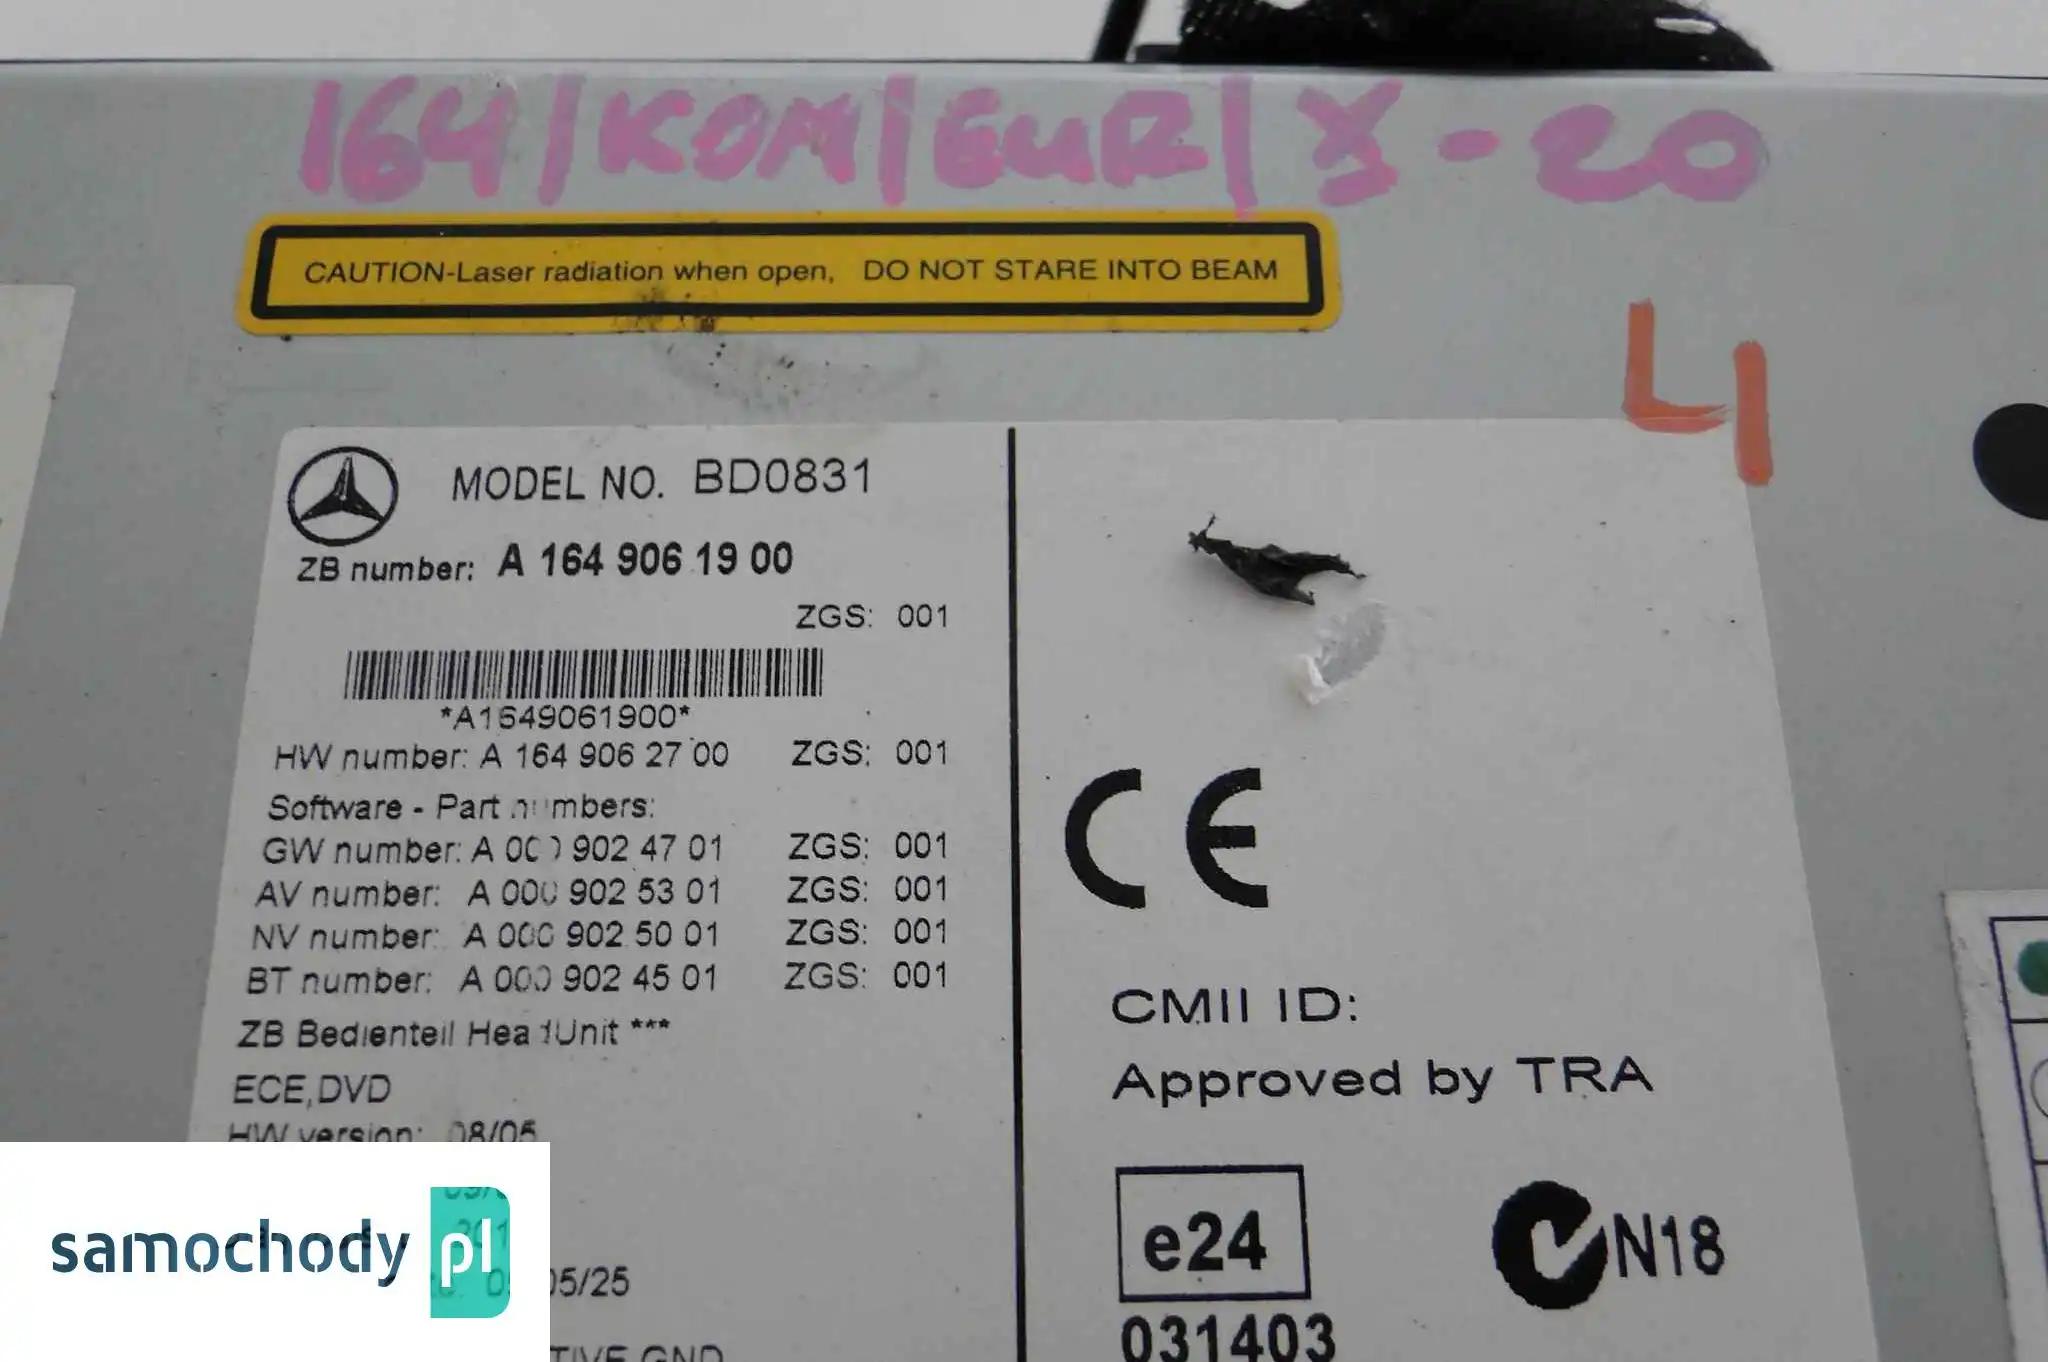 164/KOM/EUR/X-20
CAUTION-Laser radiation when open, DO NOT STARE INTO BEAM
4
MODEL NO. BD0831
ZB number: A 164 906 19 00
ZGS: 001
*A1649061900*
HW number: A 164 906 27 00 ZGS: 001
Software - Part numbers:
GW number: A 000 902 47 01 ZGS: 001
AV number: A 000 902 53 01 ZGS: 001
NV number: A 000 902 50 01 ZGS: 001
BT number: A 000 902 45 01 ZGS: 001
ZB Bedienteil HeadUnit ***
ECE,DVD
HW version: 08/05
05/25
GND
CE
CMII ID:
Approved by TRA
e24
031403
N18
samochody pl